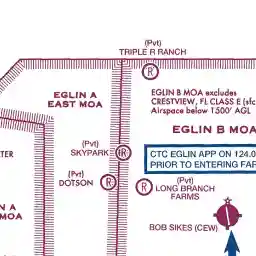 (Pvt)
TRIPLE R RANCH
R
EGLIN A
EAST MOA
EGLIN B MOA excludes
CRESTVIEW, FL CLASS E (sfc
Airspace below 1500' AGL
EGLIN B MOA
(Pvt)
SKYPARK
R
CTC EGLIN APP ON 124.0
PRIOR TO ENTERING FAR
TER
(Pvt)
DOTSON
R
(Pvt)
R
LONG BRANCH
FARMS
N A
MOA
BOB SIKES (CEW)